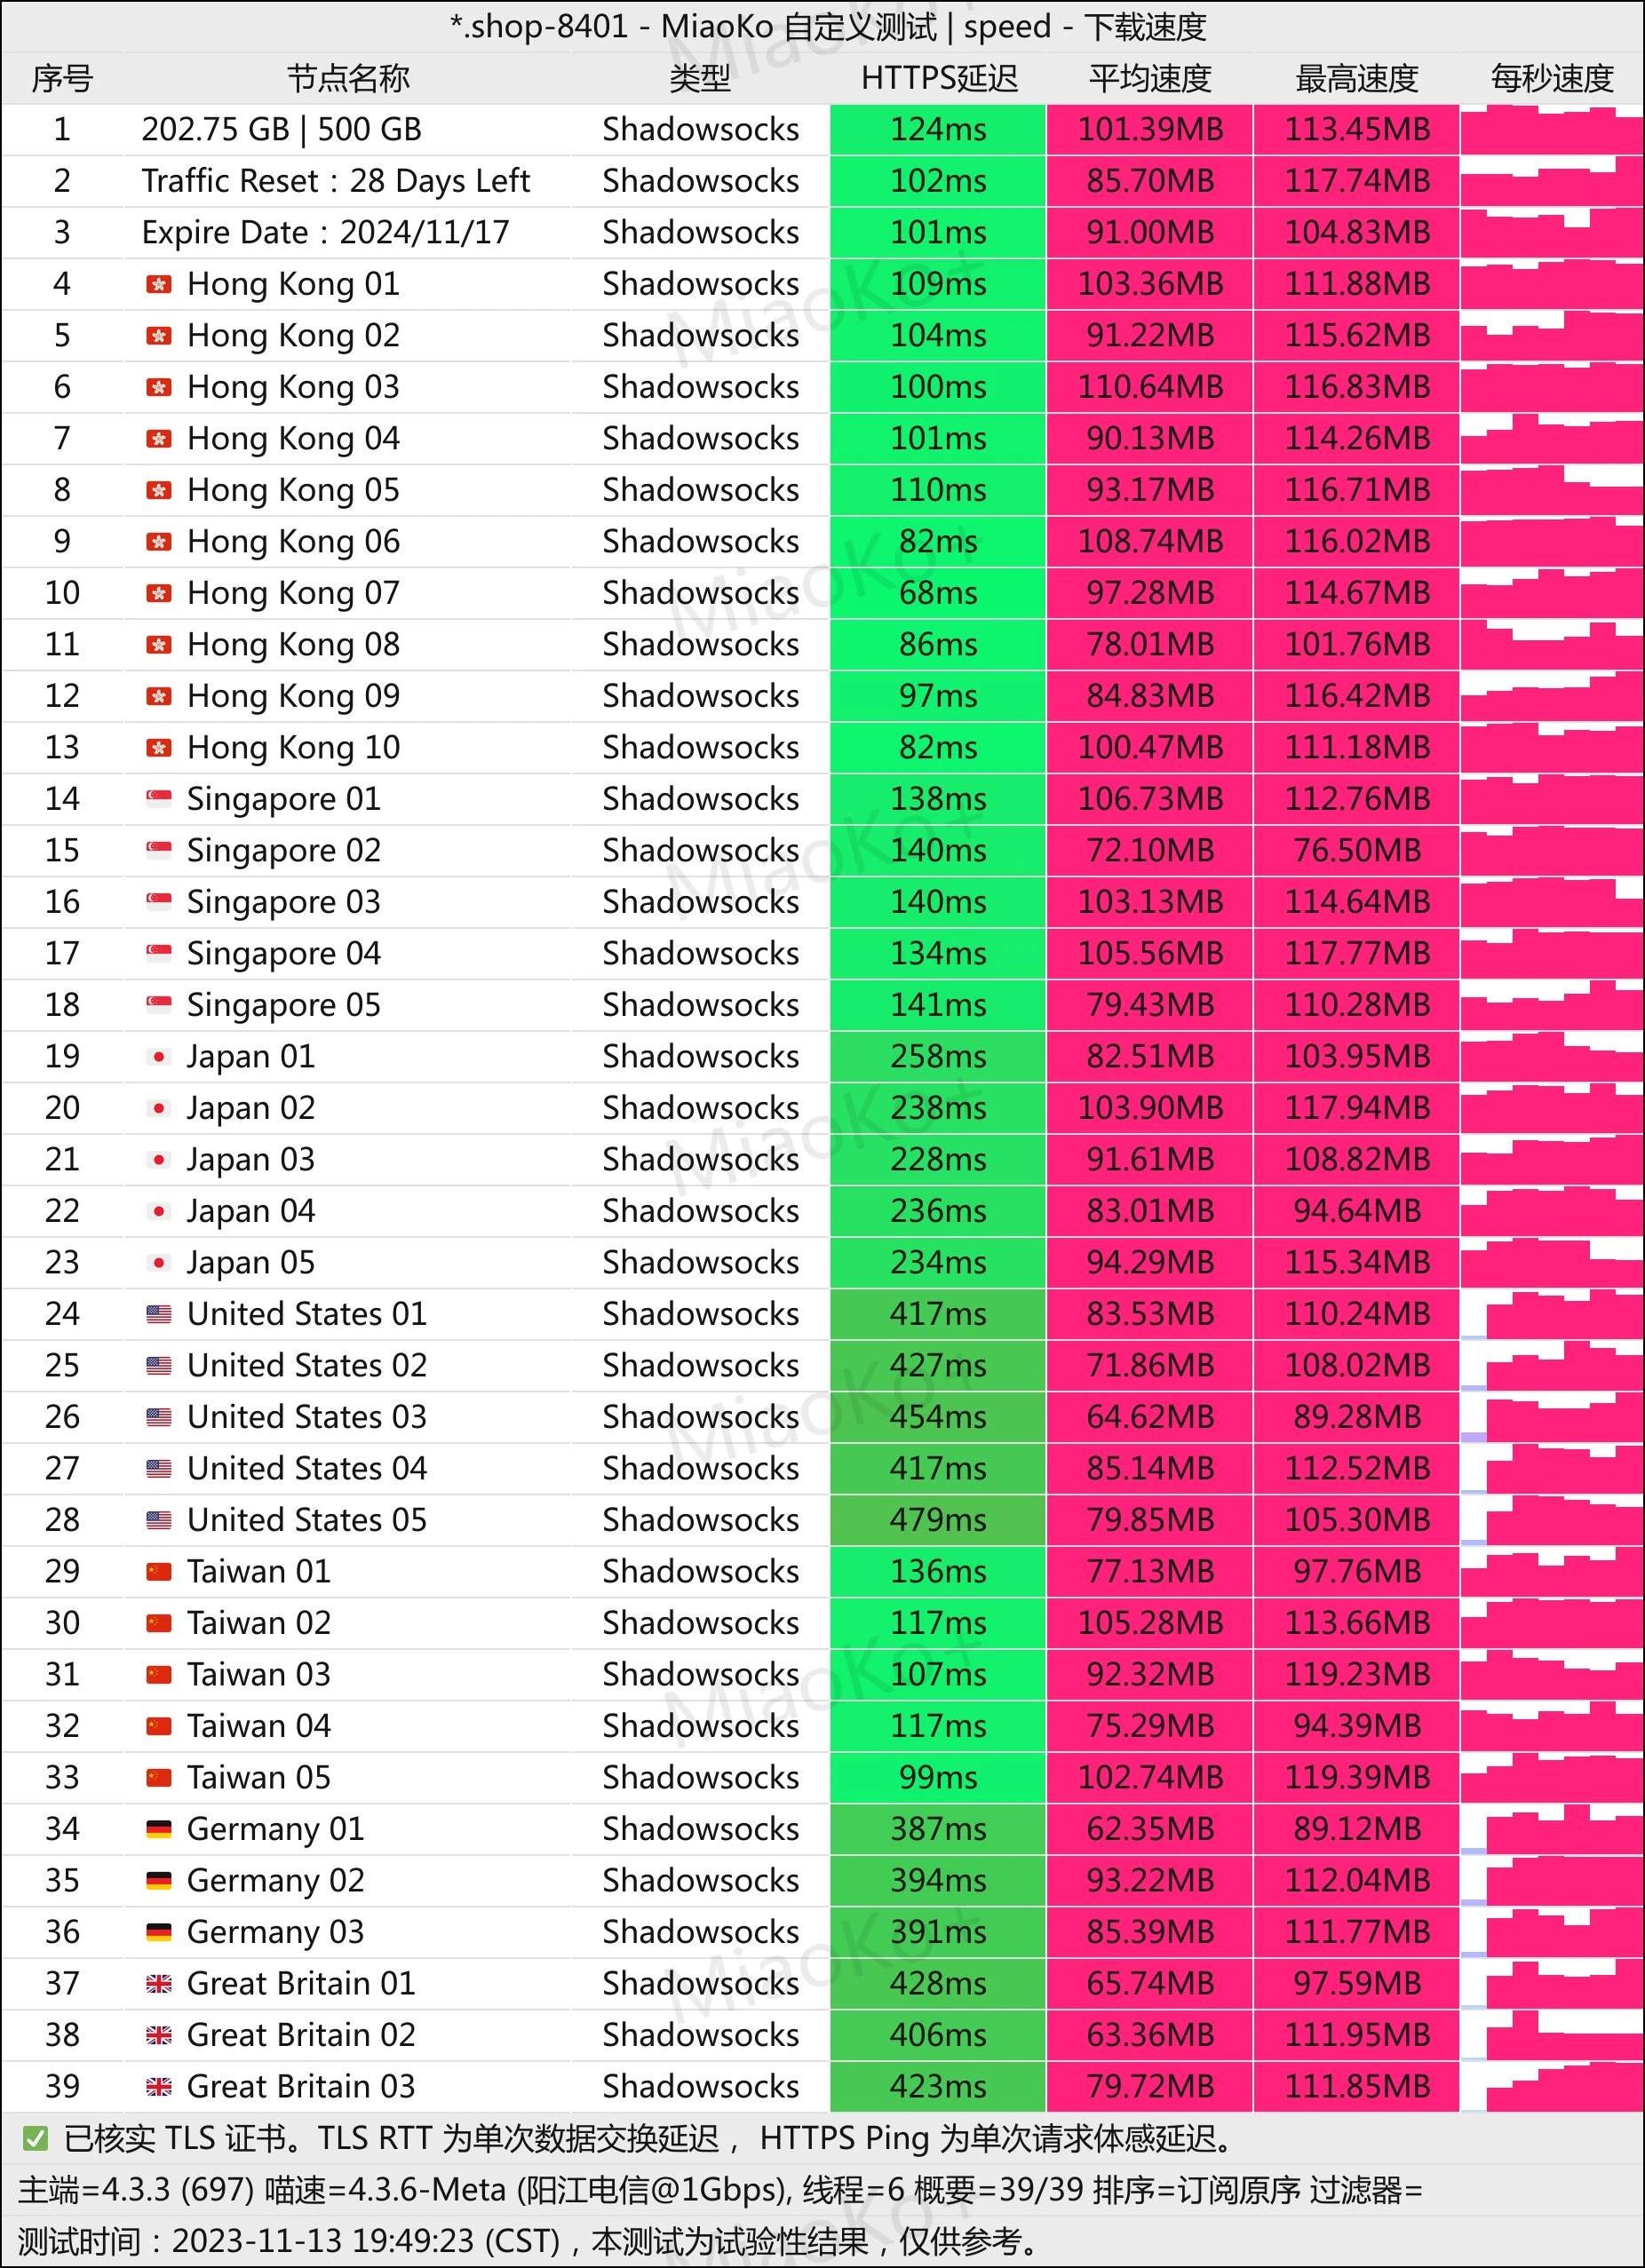 *.shop-8401 - MiaoKo 自定义测试 | speed - 下载速度
序号 节点名称 类型 HTTPS延迟 平均速度 最高速度 每秒速度
1 202.75 GB | 500 GB Shadowsocks 124ms 101.39MB 113.45MB
2 Traffic Reset : 28 Days Left Shadowsocks 102ms 85.70MB 117.74MB
3 Expire Date : 2024/11/17 Shadowsocks 101ms 91.00MB 104.83MB
4 Hong Kong 01 Shadowsocks 109ms 103.36MB 111.88MB
5 Hong Kong 02 Shadowsocks 104ms 91.22MB 115.62MB
6 Hong Kong 03 Shadowsocks 100ms 110.64MB 116.83MB
7 Hong Kong 04 Shadowsocks 101ms 90.13MB 114.26MB
8 Hong Kong 05 Shadowsocks 110ms 93.17MB 116.71MB
9 Hong Kong 06 Shadowsocks 82ms 108.74MB 116.02MB
10 Hong Kong 07 Shadowsocks 68ms 97.28MB 114.67MB
11 Hong Kong 08 Shadowsocks 86ms 78.01MB 101.76MB
12 Hong Kong 09 Shadowsocks 97ms 84.83MB 116.42MB
13 Hong Kong 10 Shadowsocks 82ms 100.47MB 111.18MB
14 Singapore 01 Shadowsocks 138ms 106.73MB 112.76MB
15 Singapore 02 Shadowsocks 140ms 72.10MB 76.50MB
16 Singapore 03 Shadowsocks 140ms 103.13MB 114.64MB
17 Singapore 04 Shadowsocks 134ms 105.56MB 117.77MB
18 Singapore 05 Shadowsocks 141ms 79.43MB 110.28MB
19 Japan 01 Shadowsocks 258ms 82.51MB 103.95MB
20 Japan 02 Shadowsocks 238ms 103.90MB 117.94MB
21 Japan 03 Shadowsocks 228ms 91.61MB 108.82MB
22 Japan 04 Shadowsocks 236ms 83.01MB 94.64MB
23 Japan 05 Shadowsocks 234ms 94.29MB 115.34MB
24 United States 01 Shadowsocks 417ms 83.53MB 110.24MB
25 United States 02 Shadowsocks 427ms 71.86MB 108.02MB
26 United States 03 Shadowsocks 454ms 64.62MB 89.28MB
27 United States 04 Shadowsocks 417ms 85.14MB 112.52MB
28 United States 05 Shadowsocks 479ms 79.85MB 105.30MB
29 Taiwan 01 Shadowsocks 136ms 77.13MB 97.76MB
30 Taiwan 02 Shadowsocks 117ms 105.28MB 113.66MB
31 Taiwan 03 Shadowsocks 107ms 92.32MB 119.23MB
32 Taiwan 04 Shadowsocks 117ms 75.29MB 94.39MB
33 Taiwan 05 Shadowsocks 99ms 102.74MB 119.39MB
34 Germany 01 Shadowsocks 387ms 62.35MB 89.12MB
35 Germany 02 Shadowsocks 394ms 93.22MB 112.04MB
36 Germany 03 Shadowsocks 391ms 85.39MB 111.77MB
37 Great Britain 01 Shadowsocks 428ms 65.74MB 97.59MB
38 Great Britain 02 Shadowsocks 406ms 63.36MB 111.95MB
39 Great Britain 03 Shadowsocks 423ms 79.72MB 111.85MB
✅ 已核实 TLS 证书。TLS RTT 为单次数据交换延迟，HTTPS Ping 为单次请求体感延迟。
主端=4.3.3 (697) 喵速=4.3.6-Meta (阳江电信@1Gbps), 线程=6 概要=39/39 排序=订阅原序 过滤器=
测试时间：2023-11-13 19:49:23 (CST)，本测试为试验性结果，仅供参考。
MiaoKo+
MiaoKo+
MiaoKo+
MiaoKo+
MiaoKo+
MiaoKo+
MiaoKo+
MiaoKo+
MiaoKo+